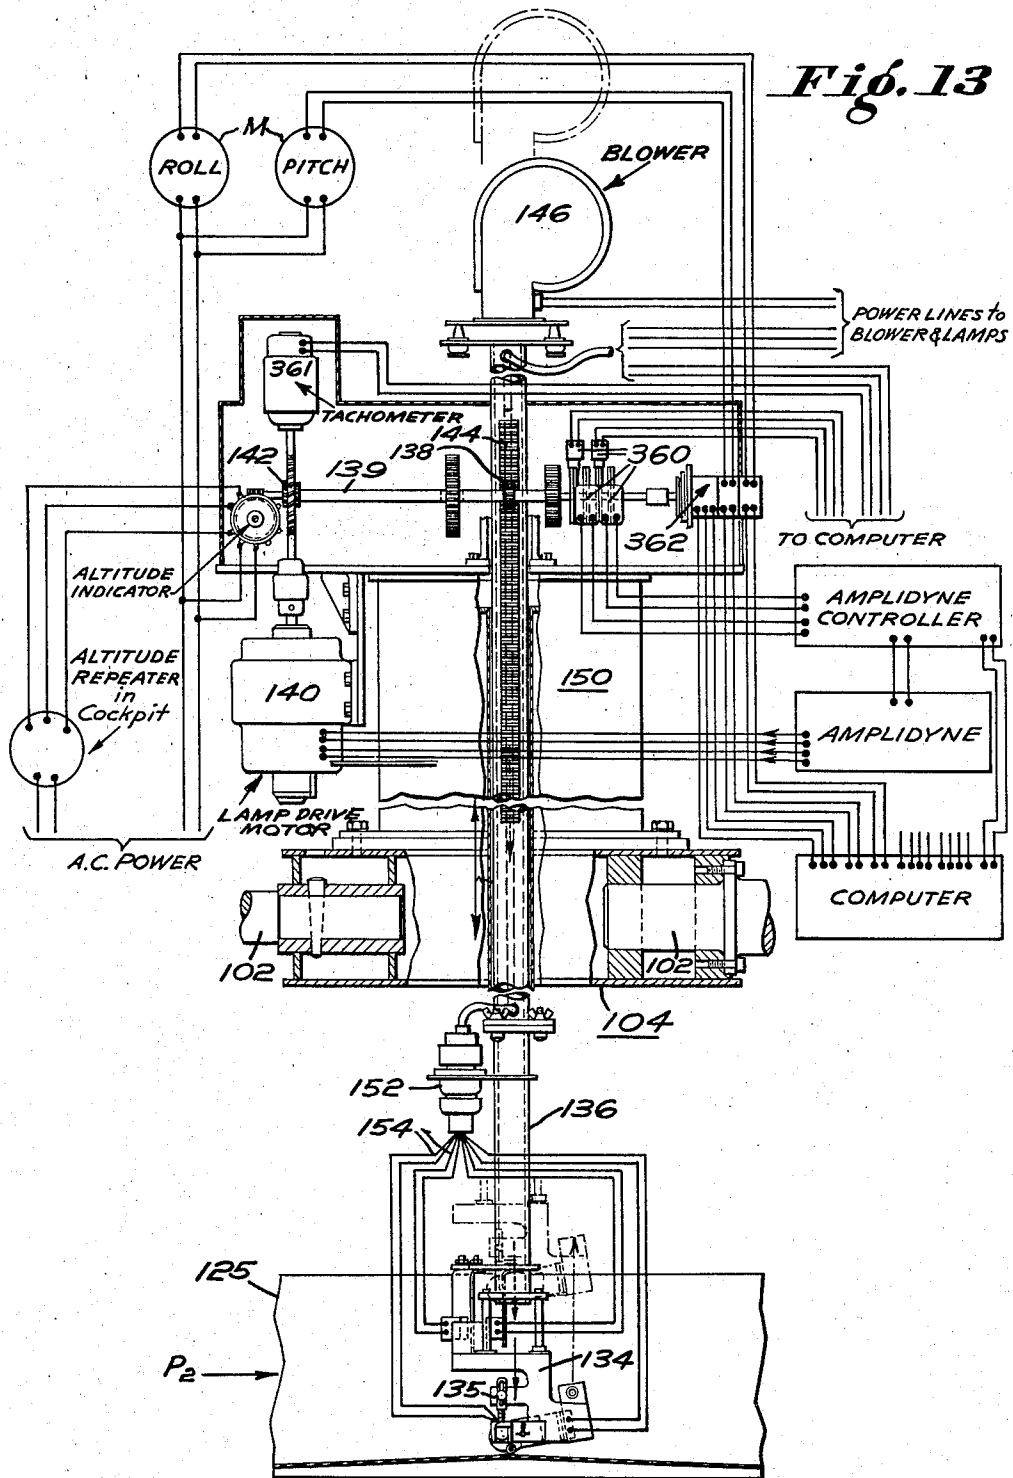 Fig. 13
M
ROLL
PITCH
BLOWER
146
POWER LINES to
BLOWER & LAMPS
361
TACHOMETER
144
138
142
139
360
362
TO COMPUTER
ALTITUDE
INDICATOR
AMPLIDYNE
CONTROLLER
ALTITUDE
REPEATER
in
Cockpit
140
150
AMPLIDYNE
LAMP DRIVE
MOTOR
A.C. POWER
COMPUTER
102
102
104
152
136
154
125
P2
134
135